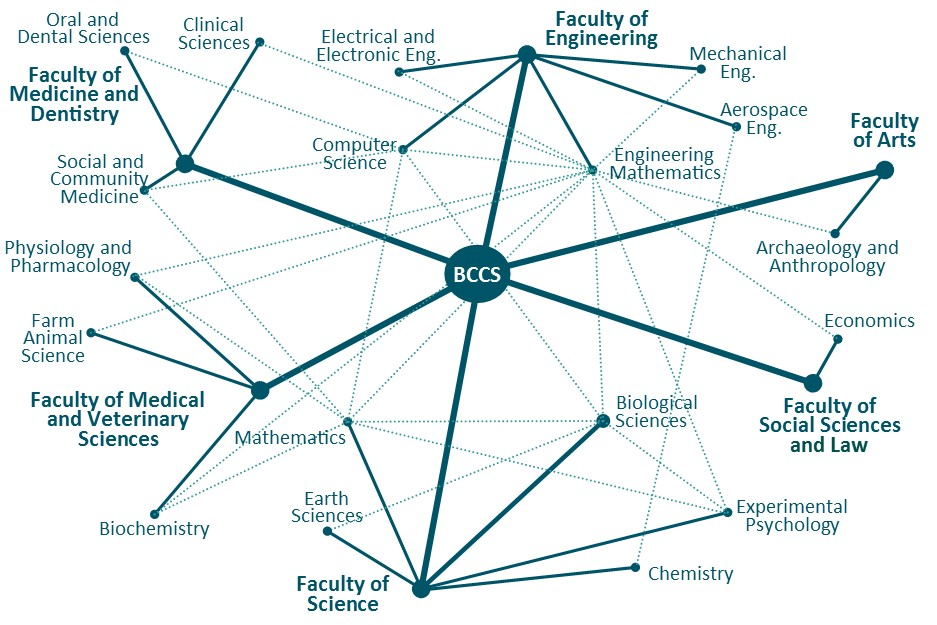 Oral and
Dental Sciences
Clinical
Sciences
Electrical and
Electronic Eng.
Faculty of
Engineering
Mechanical
Eng.
Faculty of
Medicine and
Dentistry
Aerospace
Eng.
Faculty
of Arts
Computer
Science
Engineering
Mathematics
Social and
Community
Medicine
Physiology and
Pharmacology
BCCS
Archaeology and
Anthropology
Farm
Animal
Science
Economics
Faculty of Medical
and Veterinary
Sciences
Mathematics
Biological
Sciences
Faculty of
Social Sciences
and Law
Biochemistry
Earth
Sciences
Experimental
Psychology
Faculty of
Science
Chemistry